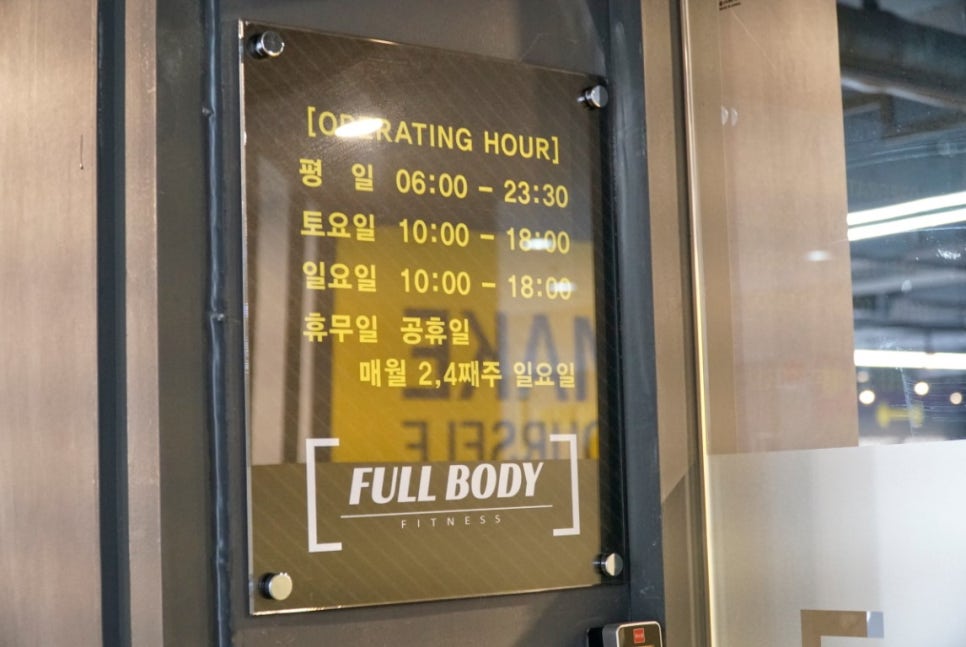 [OPERATING HOUR]
평 일 06:00 - 23:30
토요일 10:00 - 18:00
일요일 10:00 - 18:00
휴무일 공휴일
매월 2,4째주 일요일
MAKE
OURSELF
FULL BODY
FITNESS